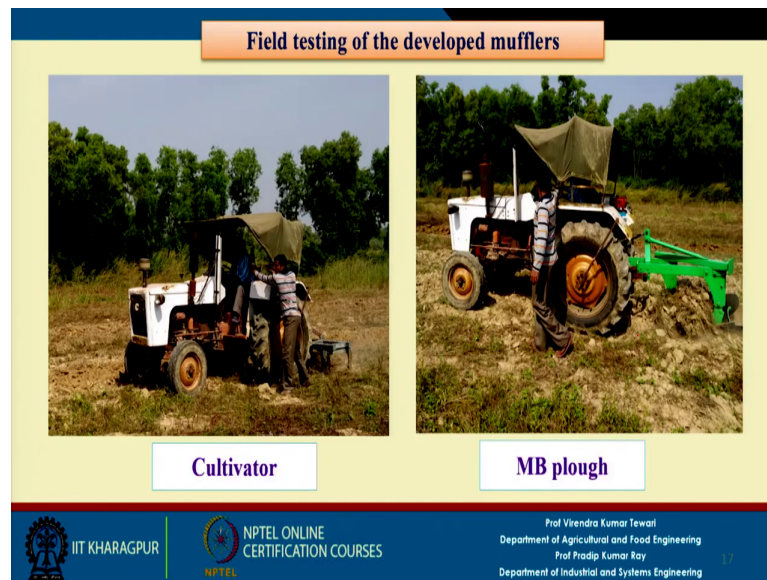 Field testing of the developed mufflers
Cultivator
MB plough
IIT KHARAGPUR
NPTEL
NPTEL ONLINE
CERTIFICATION COURSES
Prof Virendra Kumar Tewari
Department of Agricultural and Food Engineering
Prof Pradip Kumar Ray
Department of Industrial and Systems Engineering
17